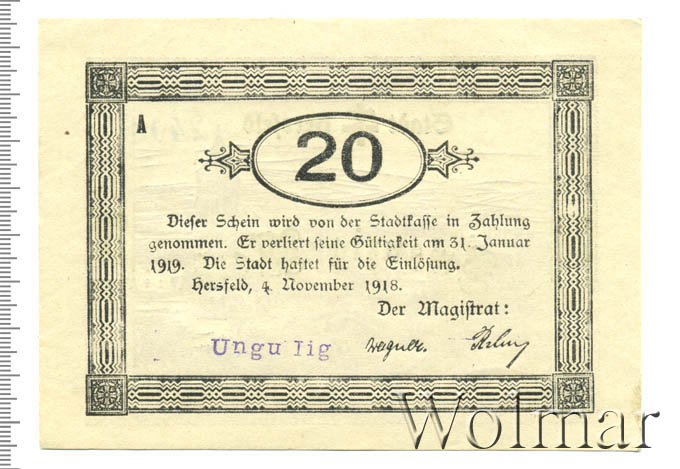 A
20
Dieser Schein wird von der Stadtkasse in Zahlung
genommen. Er verliert seine Gültigkeit am 31. Januar
1919. Die Stadt haftet für die Einlösung.
Hersfeld, 4. November 1918.
Der Magistrat:
Ungu lig
Wolmar